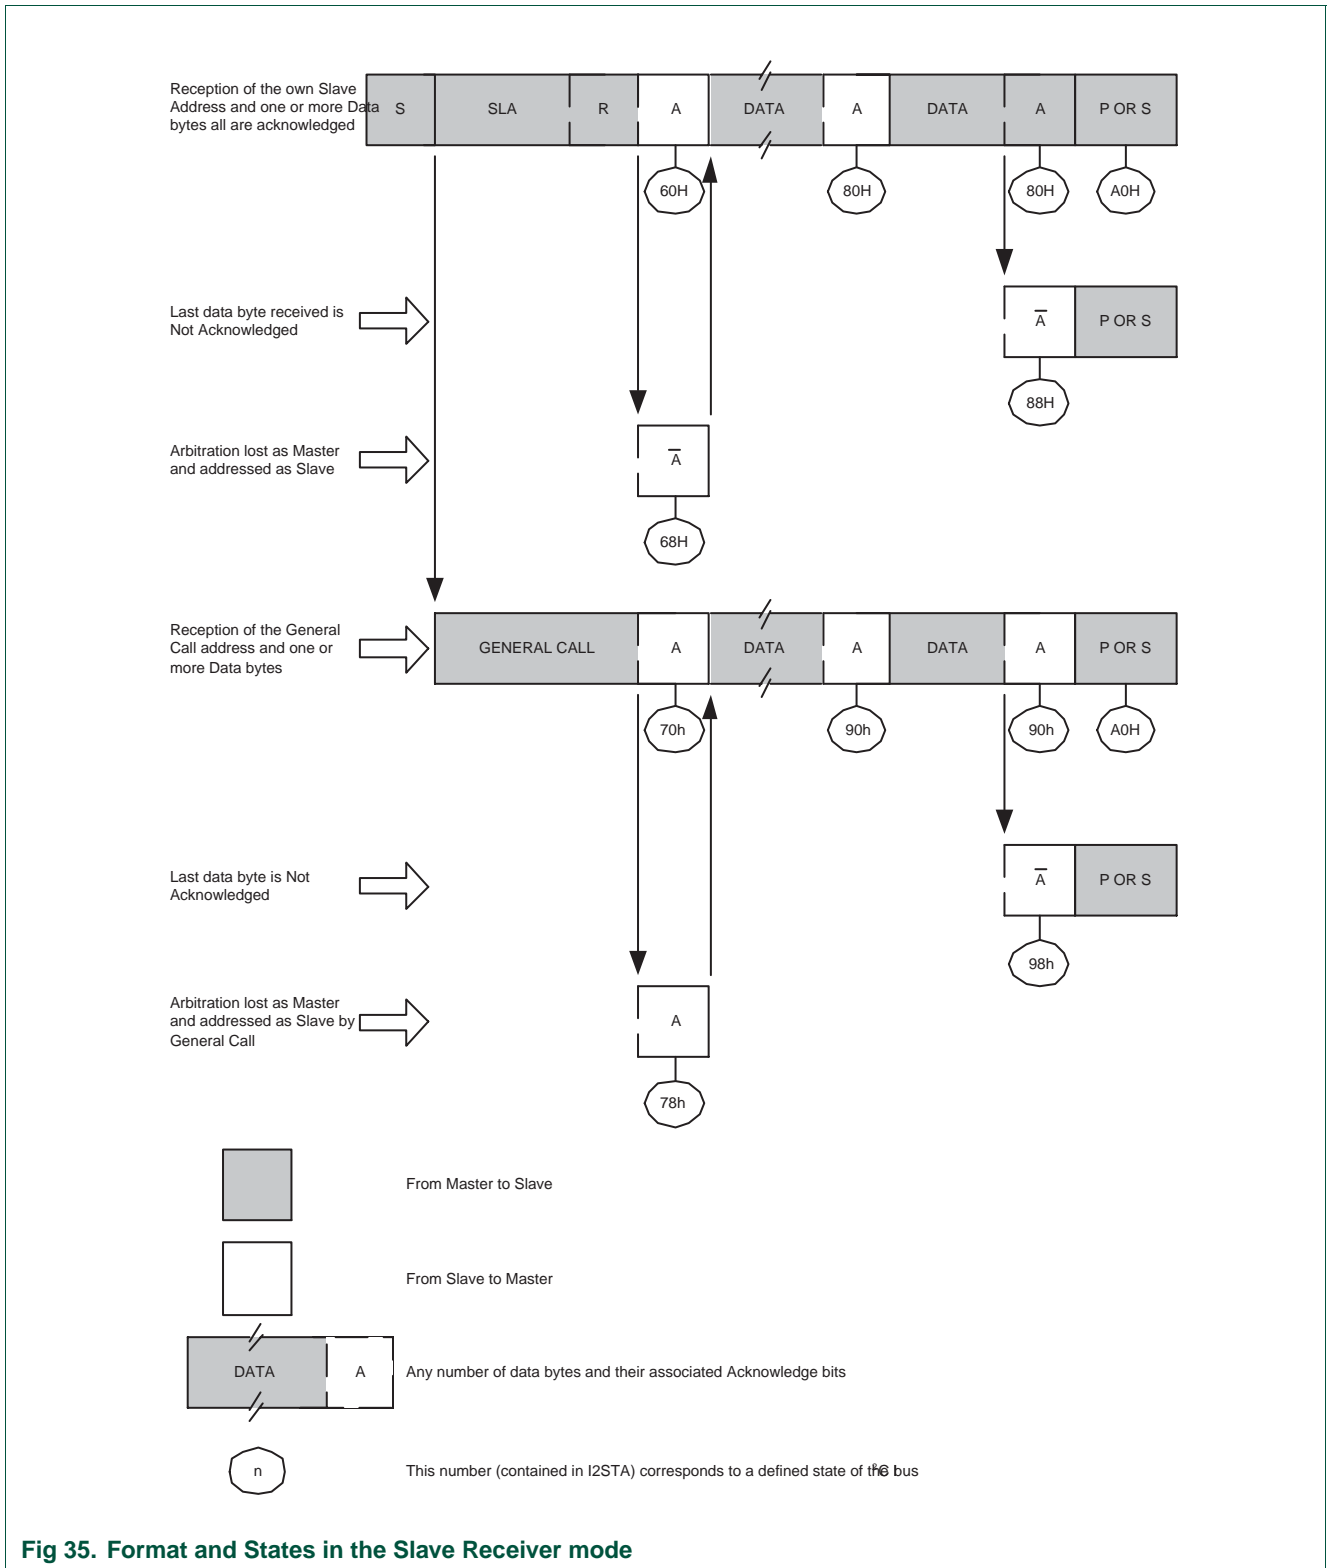 Reception of the own Slave
Address and one or more Data
bytes all are acknowledged
S SLA R A DATA A DATA A P OR S
60H 80H 80H A0H
Last data byte received is
Not Acknowledged
A̅ P OR S
88H
Arbitration lost as Master
and addressed as Slave
A̅
68H
Reception of the General
Call address and one or
more Data bytes
GENERAL CALL A DATA A DATA A P OR S
70h 90h 90h A0H
Last data byte is Not
Acknowledged
A̅ P OR S
98h
Arbitration lost as Master
and addressed as Slave by
General Call
A
78h
From Master to Slave
From Slave to Master
DATA A Any number of data bytes and their associated Acknowledge bits
n This number (contained in I2STA) corresponds to a defined state of the I²C bus
Fig 35. Format and States in the Slave Receiver mode